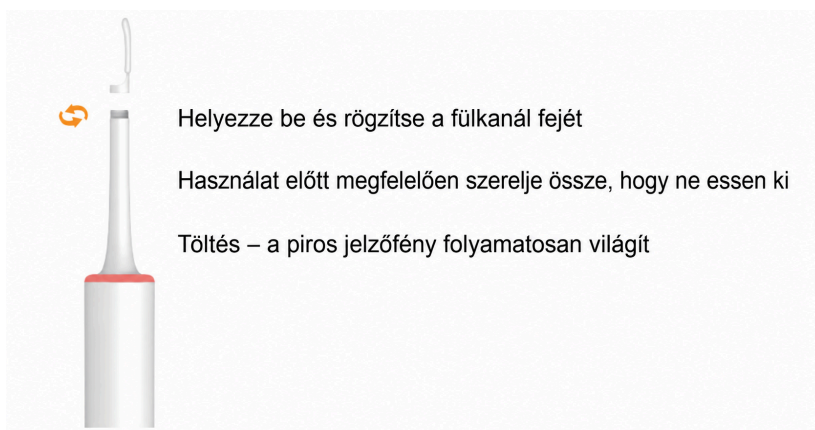 Helyezze be és rögzítse a fülkanál fejét
Használat előtt megfelelően szerelje össze, hogy ne essen ki
Töltés – a piros jelzőfény folyamatosan világít